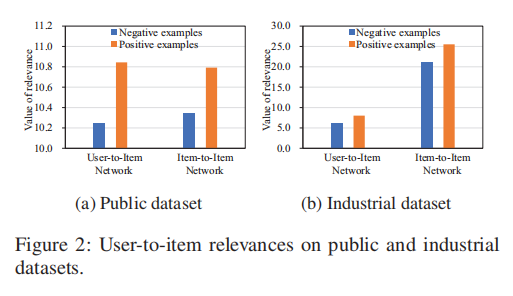 11.2
11.0
10.8
10.6
10.4
10.2
10.0
Value of relevance
Negative examples
Positive examples
User-to-Item
Network
Item-to-Item
Network
(a) Public dataset
30.0
25.0
20.0
15.0
10.0
5.0
0.0
Value of relevance
Negative examples
Positive examples
User-to-Item
Network
Item-to-Item
Network
(b) Industrial dataset
Figure 2: User-to-item relevances on public and industrial
datasets.